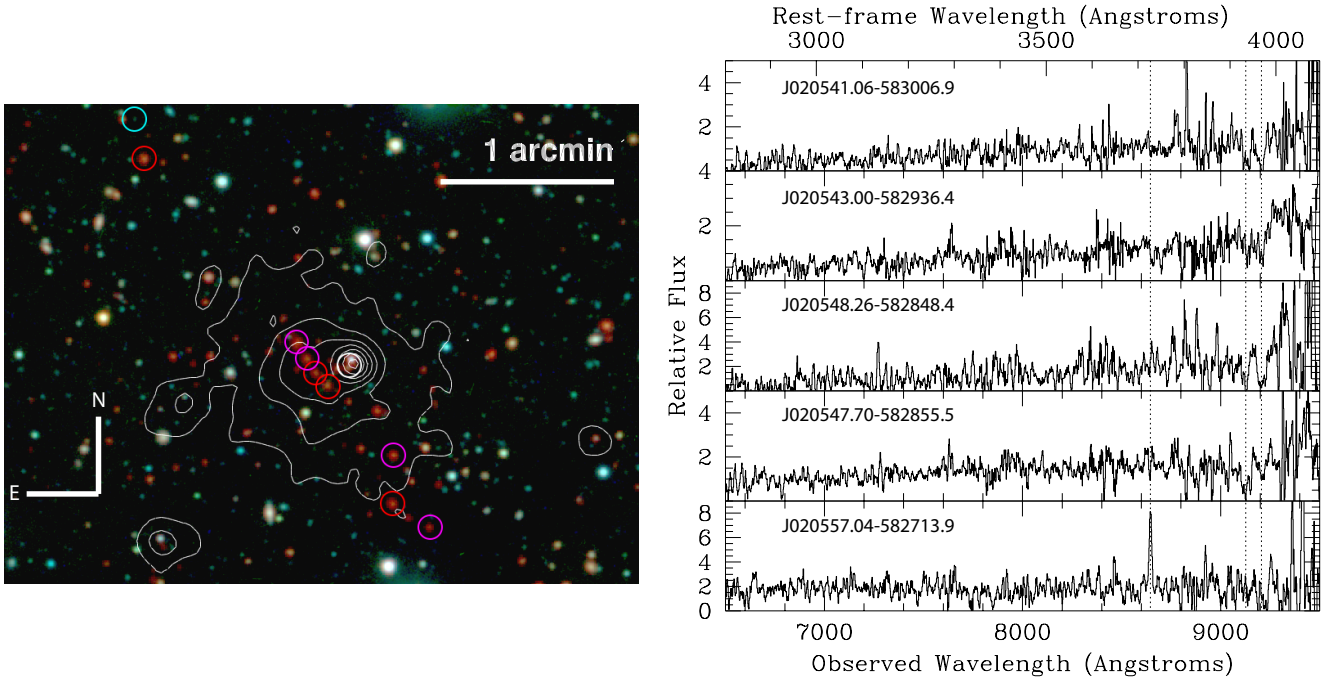 1 arcmin
N
E
Rest-frame Wavelength (Angstroms)
3000 3500 4000
Relative Flux
4
2
J020541.06-583006.9
4
2
J020543.00-582936.4
8
6
4
2
J020548.26-582848.4
4
2
J020547.70-582855.5
8
6
4
2
0
J020557.04-582713.9
7000 8000 9000
Observed Wavelength (Angstroms)